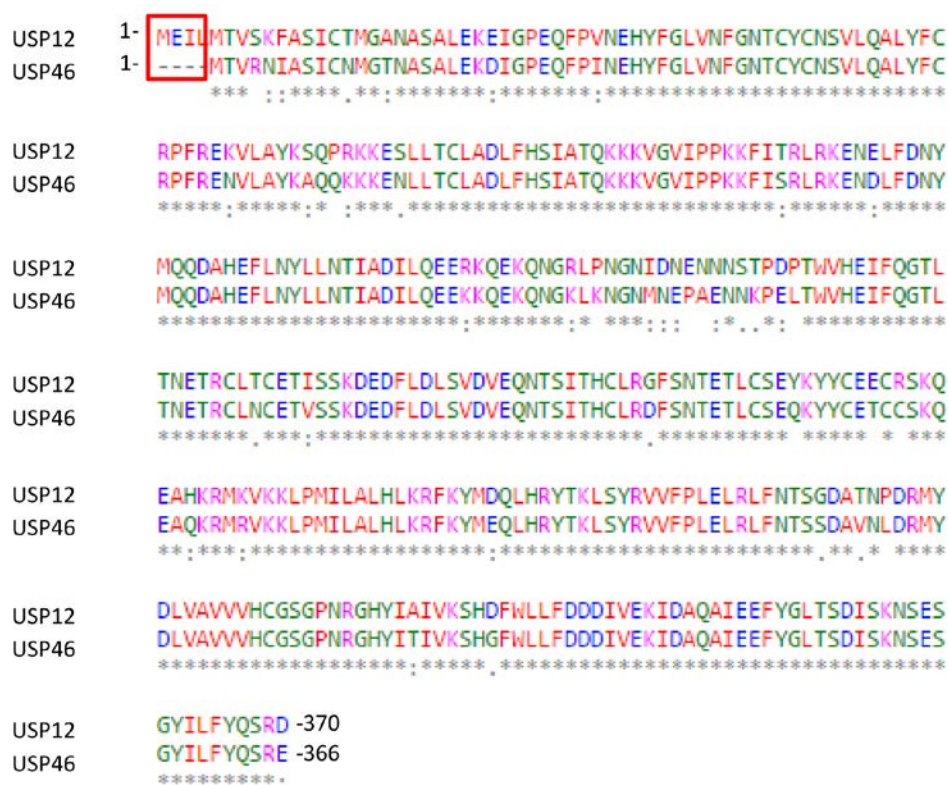 USP12 1- MEILMTVSKFASICTMGANASALEKEIGPEQFPVNEHYFGLVNFGNTCYCNSVLQALYFC
USP46 1- ----MTVRNIASICNMGTNASALEKDIGPEQFPINEHYFGLVNFGNTCYCNSVLQALYFC
*** ::****.**:*******:*******:******************************
USP12 RPFREKVLAYKSQPRKKESLLTCLADLFHSIATQKKKVGVIPPKKFITRLRKENELFDNY
USP46 RPFRENVLAYKAQQKKKENLLTCLADLFHSIATQKKKVGVIPPKKFISRLRKENDLFDNY
*****:*****:* :***.****************************:******:*****
USP12 MQQDAHEFLNYLLNTIADILQEERKQEKQNGRLPNGNIDNENNNSTPDPTWVHEIFQGTL
USP46 MQQDAHEFLNYLLNTIADILQEEKKQEKQNGKLKNGNMNEPAENNKPELTWVHEIFQGTL
***********************:*******:* ***:::  :*..*: ***********
USP12 TNETRCLTCETISSKDEDFLDLSVDVEQNTSITHCLRGFSNTETLCSEYKYYCEECRSKQ
USP46 TNETRCLNCETVSSKDEDFLDLSVDVEQNTSITHCLRDFSNTETLCSEQKYYCETCCSKQ
*******.***:*************************.********** ***** * ***
USP12 EAHKRMKVKKLPMILALHLKRFKYMDQLHRYTKLSYRVVFPLELRLFNTSGDATNPDRMY
USP46 EAQKRMRVKKLPMILALHLKRFKYMEQLHRYTKLSYRVVFPLELRLFNTSSDAVNLDRMY
**:***:******************:************************.**.* ****
USP12 DLVAVVVHCGSGPNRGHYIAIVKSHDFWLLFDDDIVEKIDAQAIEEFYGLTSDISKNSES
USP46 DLVAVVVHCGSGPNRGHYITIVKSHGFWLLFDDDIVEKIDAQAIEEFYGLTSDISKNSES
*******************:*****.**********************************
USP12 GYILFYQSRD -370
USP46 GYILFYQSRE -366
*********.